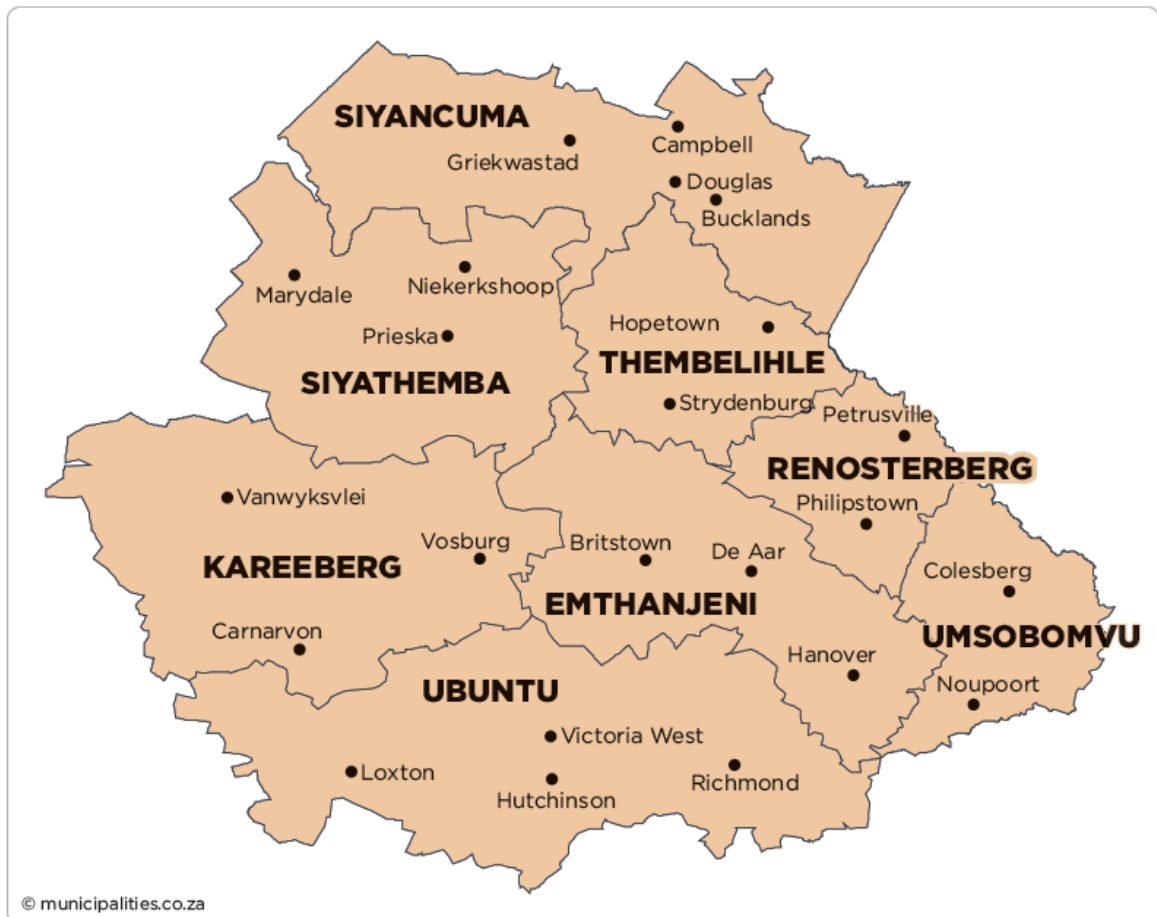 SIYANCUMA
Campbell
Griekwastad
Douglas
Bucklands
Marydale
Niekerkshoop
Hopetown
Prieska
THEMBELIHLE
SIYATHEMBA
Strydenburg
Petrusville
RENOSTERBERG
Vanwyksvlei
Philipstown
Vosburg
Britstown
De Aar
KAREEBERG
Colesberg
EMTHANJENI
Carnarvon
UMSOBOMVU
Hanover
UBUNTU
Noupoort
Victoria West
Loxton
Richmond
Hutchinson
© municipalities.co.za